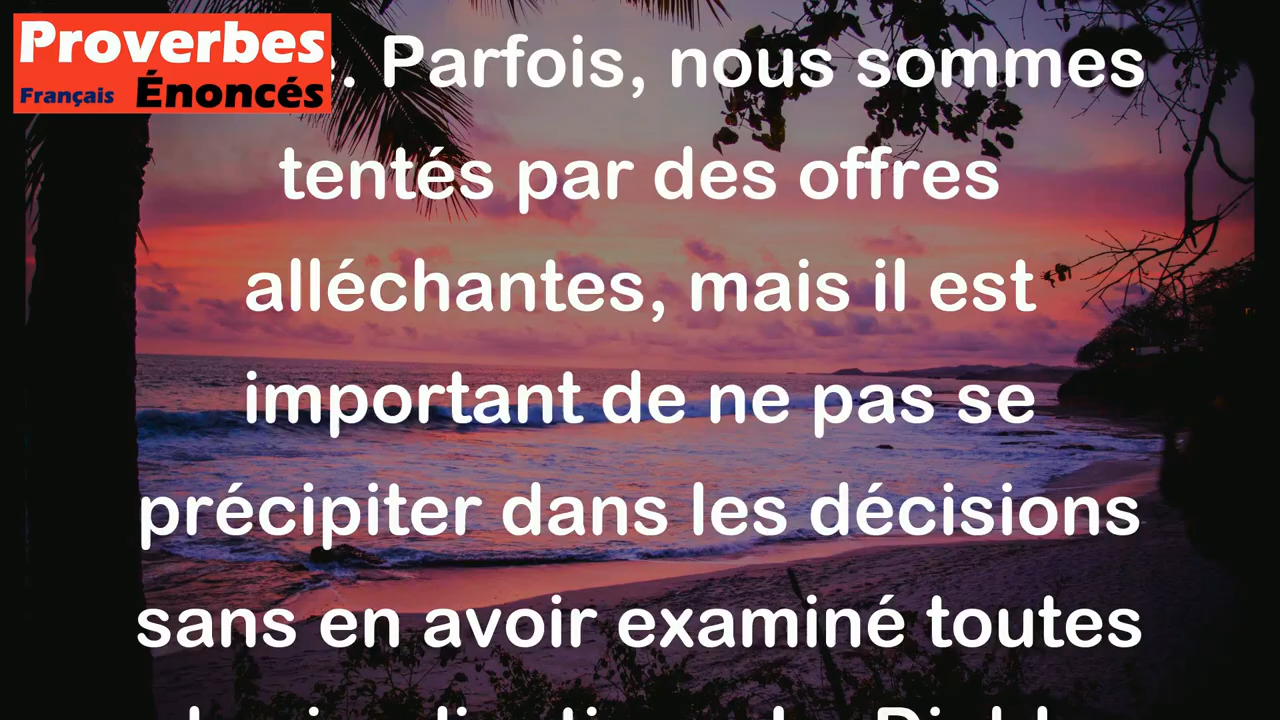 Proverbes
Français Énoncés
. Parfois, nous sommes
tentés par des offres
alléchantes, mais il est
important de ne pas se
précipiter dans les décisions
sans en avoir examiné toutes